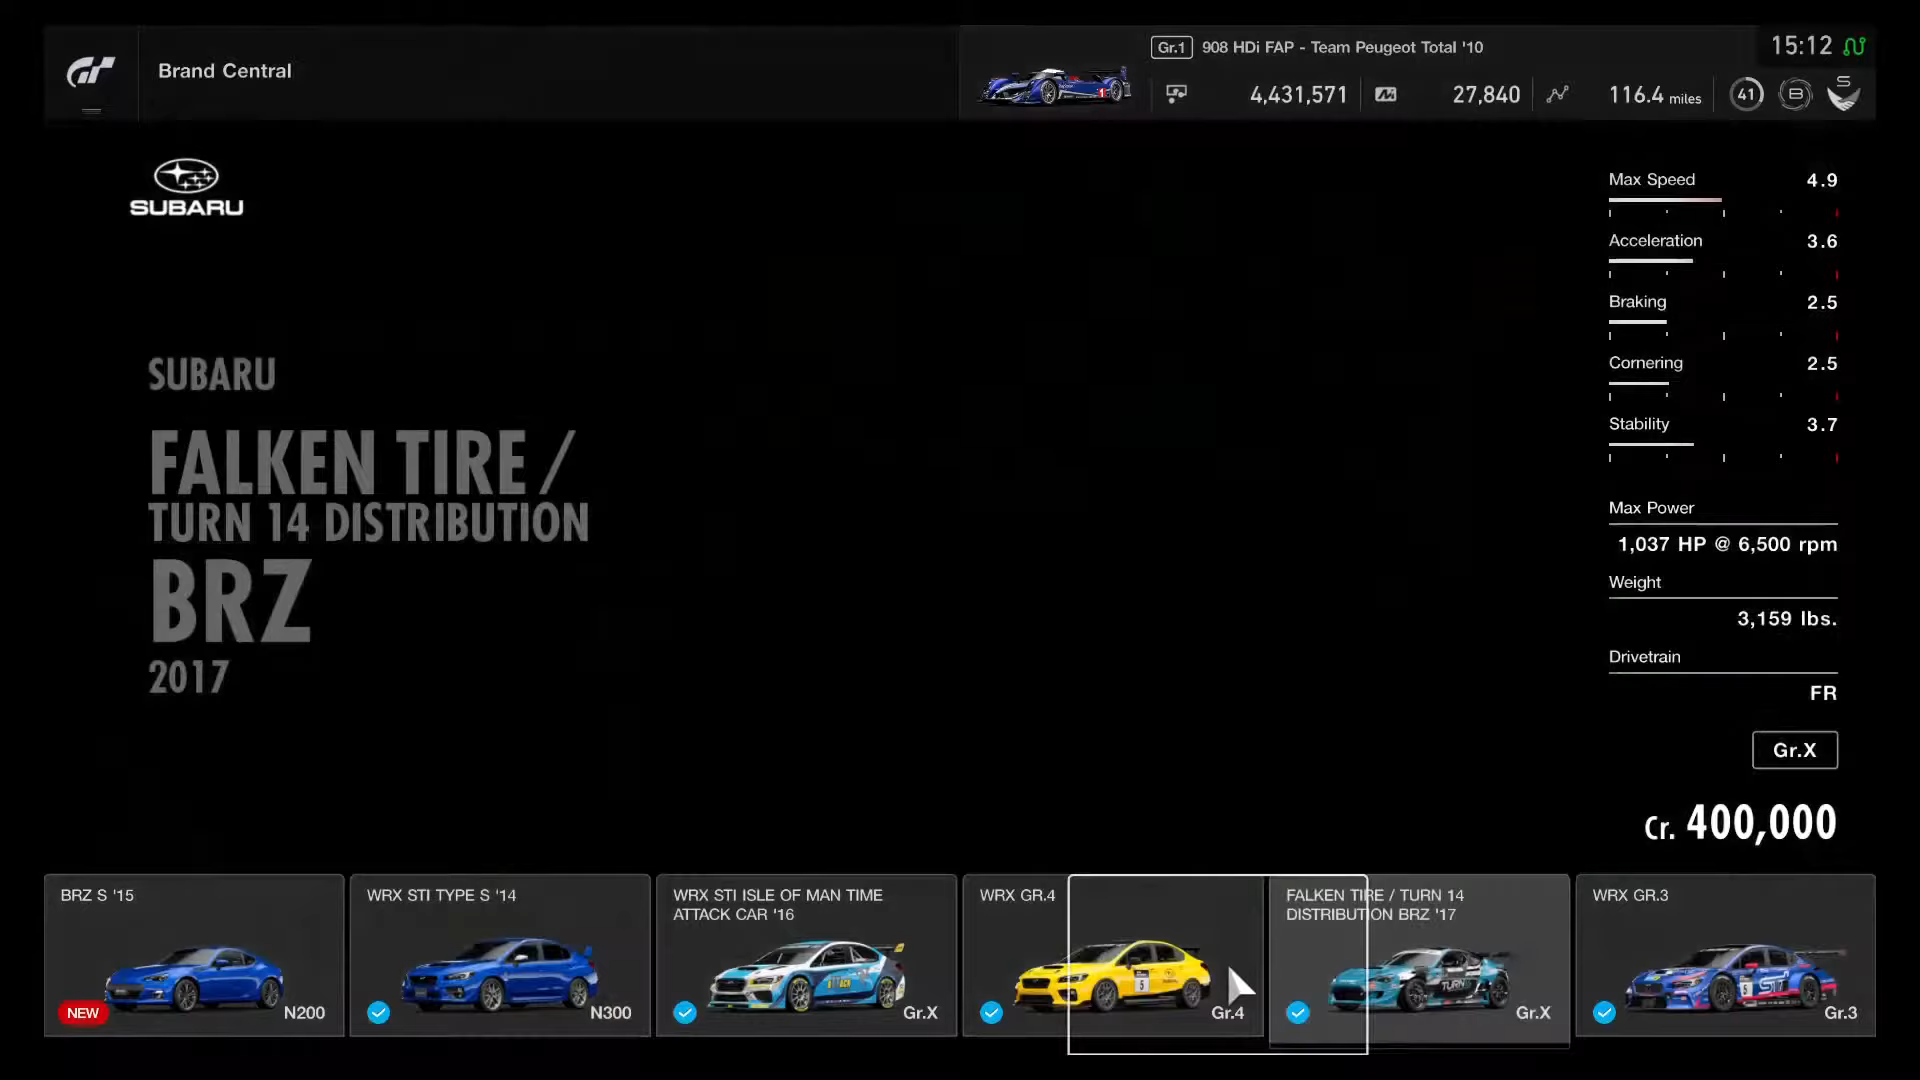 Brand Central
Gr.1 908 HDi FAP - Team Peugeot Total '10
15:12
4,431,571
27,840
116.4 miles
41
B
S
SUBARU
Max Speed 4.9
Acceleration 3.6
Braking 2.5
Cornering 2.5
Stability 3.7
SUBARU
FALKEN TIRE /
TURN 14 DISTRIBUTION
BRZ
2017
Max Power
1,037 HP @ 6,500 rpm
Weight
3,159 lbs.
Drivetrain
FR
Gr.X
Cr. 400,000
BRZ S '15
NEW
N200
WRX STI TYPE S '14
N300
WRX STI ISLE OF MAN TIME
ATTACK CAR '16
Gr.X
WRX GR.4
5
Gr.4
FALKEN TIRE / TURN 14
DISTRIBUTION BRZ '17
TURN
Gr.X
WRX GR.3
5
Gr.3